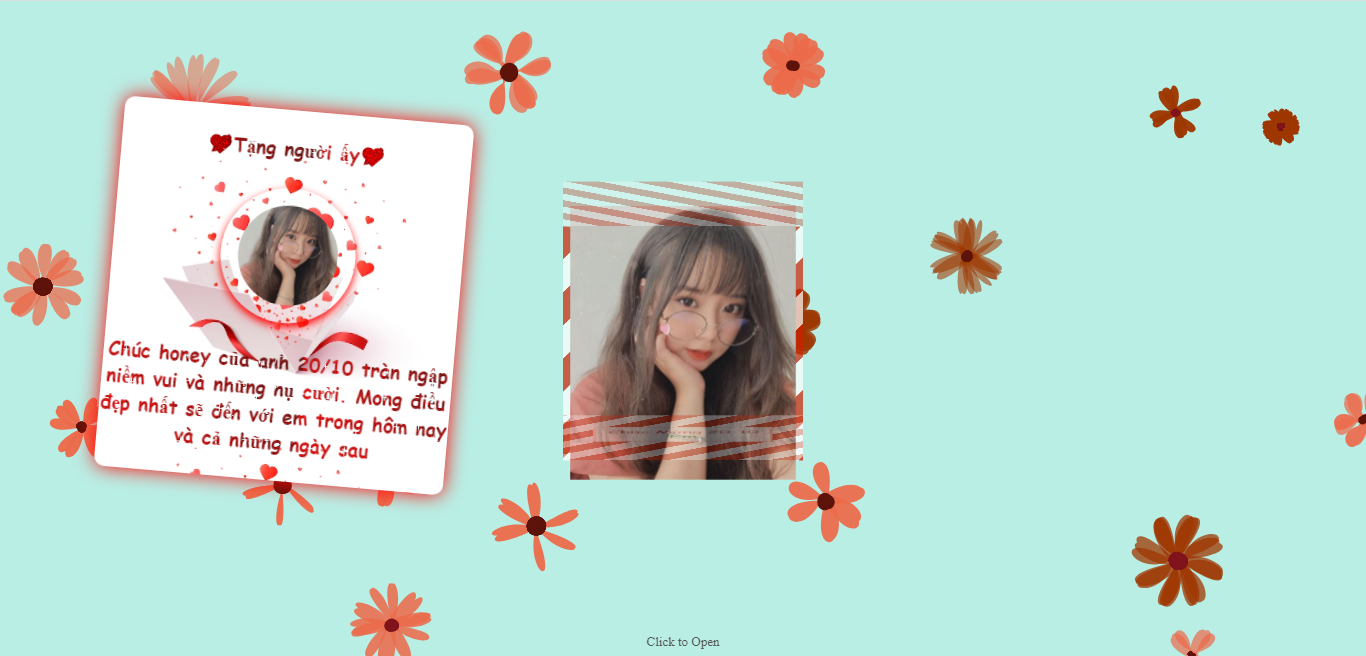 Tặng người ấy
Chúc honey của anh 20/10 tràn ngập
niềm vui và những nụ cười. Mong điều
đẹp nhất sẽ đến với em trong hôm nay
và cả những ngày sau
Click to Open